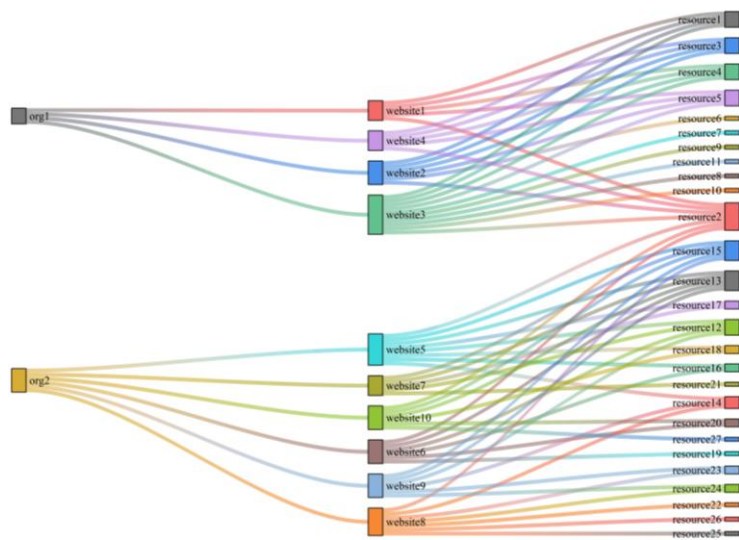 org1
org2
website1
website4
website2
website3
website5
website7
website10
website6
website9
website8
resource1
resource3
resource4
resource5
resource6
resource7
resource9
resource11
resource8
resource10
resource2
resource15
resource13
resource17
resource12
resource18
resource16
resource21
resource14
resource20
resource27
resource19
resource23
resource24
resource22
resource26
resource25